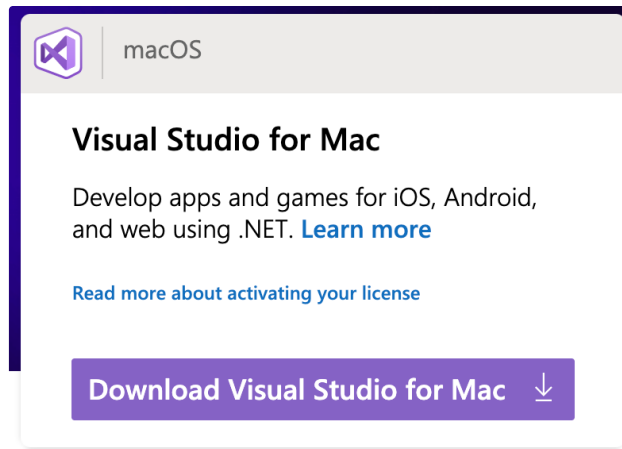 macOS
Visual Studio for Mac
Develop apps and games for iOS, Android,
and web using .NET. Learn more
Read more about activating your license
Download Visual Studio for Mac